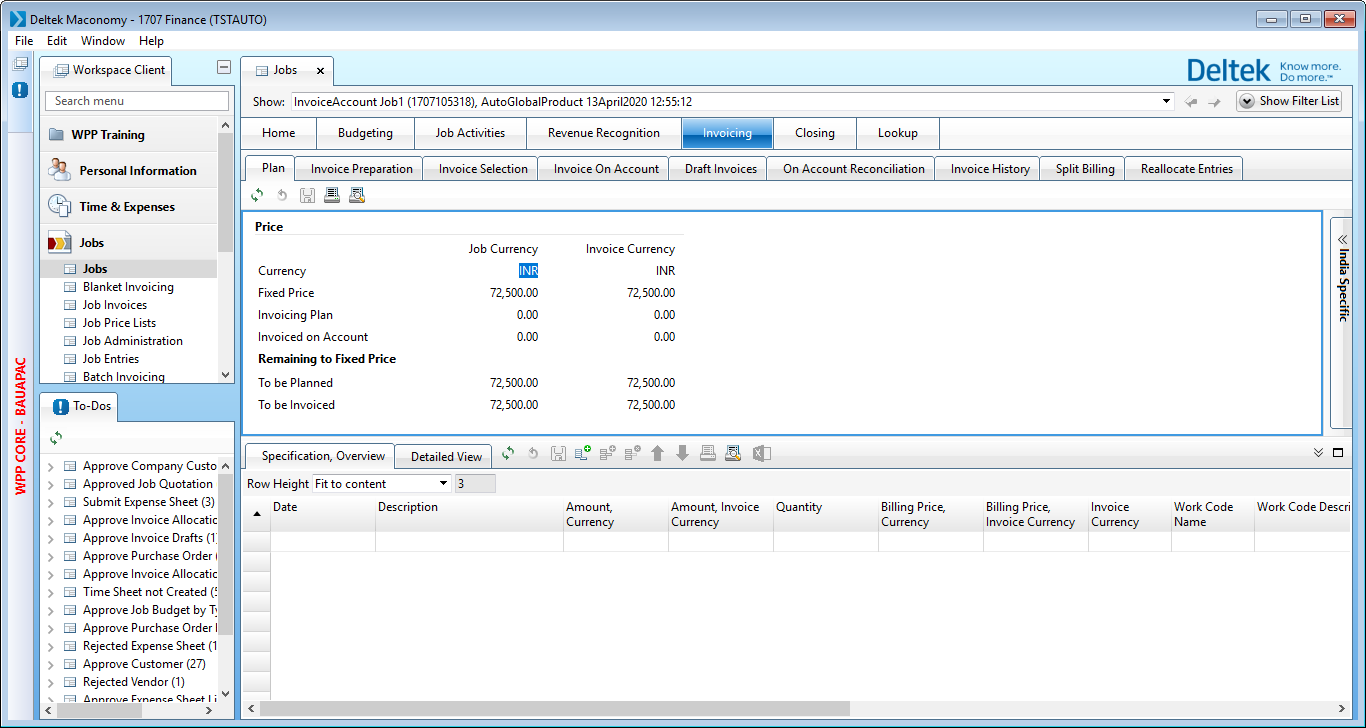 Deltek Maconomy - 1707 Finance (TSTAUTO)
File Edit Window Help
Workspace Client
Search menu
WPP Training
Personal Information
Time & Expenses
Jobs
Jobs
Blanket Invoicing
Job Invoices
Job Price Lists
Job Administration
Job Entries
Batch Invoicing
WPP CORE - BAUAPAC
To-Dos
Approve Company Custo
Approved Job Quotation
Submit Expense Sheet (3)
Approve Invoice Allocatic
Approve Invoice Drafts (1
Approve Purchase Order (
Approve Invoice Allocatic
Time Sheet not Created (5
Approve Job Budget by Ty
Approve Purchase Order I
Rejected Expense Sheet (1
Approve Customer (27)
Rejected Vendor (1)
Approve Expense Sheet Li
Jobs
Deltek Know more.
Do more.™
Show: InvoiceAccount Job1 (1707105318), AutoGlobalProduct 13April2020 12:55:12
Show Filter List
Home Budgeting Job Activities Revenue Recognition Invoicing Closing Lookup
Plan Invoice Preparation Invoice Selection Invoice On Account Draft Invoices On Account Reconciliation Invoice History Split Billing Reallocate Entries
Price
Job Currency Invoice Currency
Currency INR INR
Fixed Price 72,500.00 72,500.00
Invoicing Plan 0.00 0.00
Invoiced on Account 0.00 0.00
Remaining to Fixed Price
To be Planned 72,500.00 72,500.00
To be Invoiced 72,500.00 72,500.00
India Specific
Specification, Overview Detailed View
Row Height Fit to content 3
Date Description Amount, Currency Amount, Invoice Currency Quantity Billing Price, Currency Billing Price, Invoice Currency Invoice Currency Work Code Name Work Code Descri